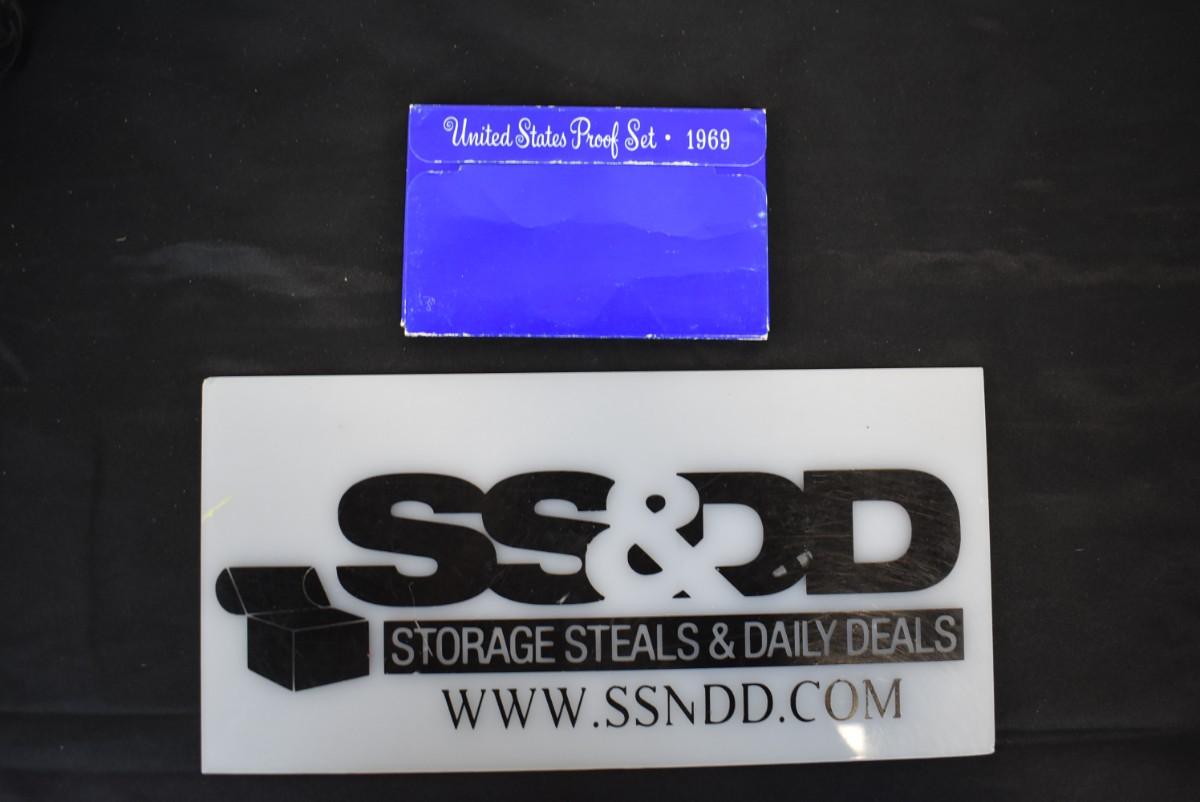 United States Proof Set • 1969
SS&DD
STORAGE STEALS & DAILY DEALS
WWW.SSNDD.COM